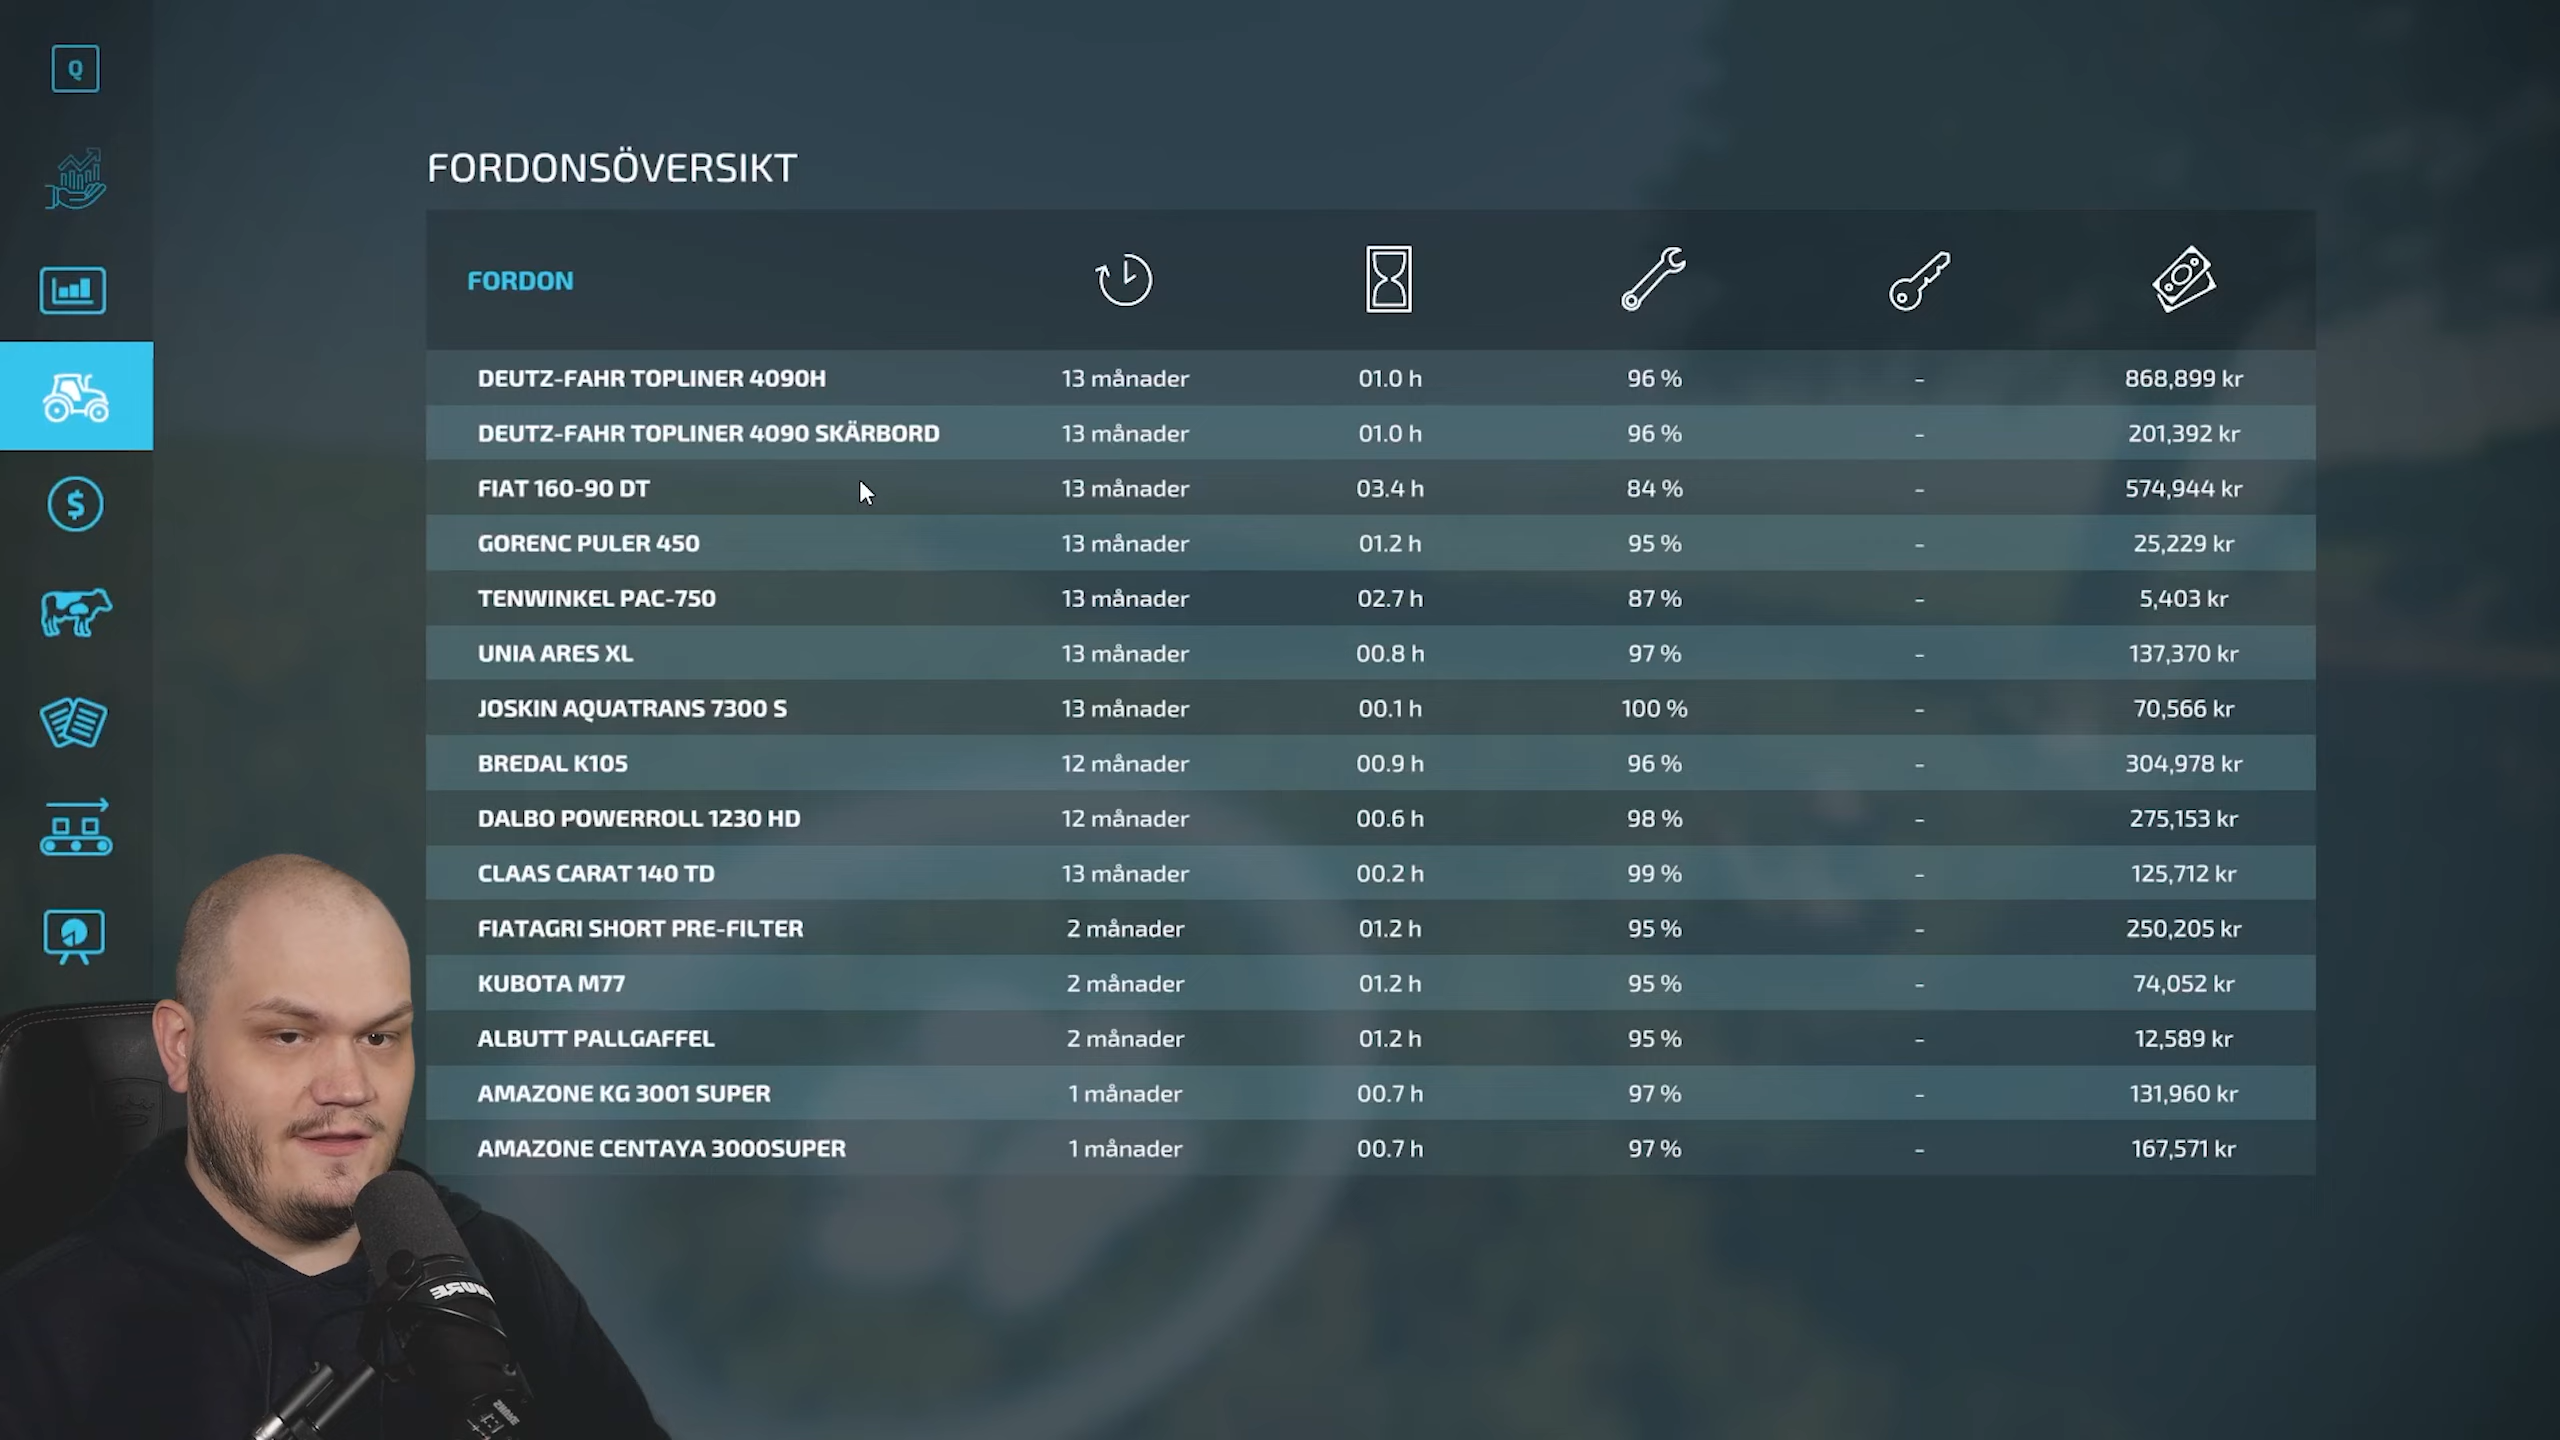 Q
FORDONSÖVERSIKT
FORDON
DEUTZ-FAHR TOPLINER 4090H 13 månader 01.0 h 96 % - 868,899 kr
DEUTZ-FAHR TOPLINER 4090 SKÄRBORD 13 månader 01.0 h 96 % - 201,392 kr
FIAT 160-90 DT 13 månader 03.4 h 84 % - 574,944 kr
GORENC PULER 450 13 månader 01.2 h 95 % - 25,229 kr
TENWINKEL PAC-750 13 månader 02.7 h 87 % - 5,403 kr
UNIA ARES XL 13 månader 00.8 h 97 % - 137,370 kr
JOSKIN AQUATRANS 7300 S 13 månader 00.1 h 100 % - 70,566 kr
BREDAL K105 12 månader 00.9 h 96 % - 304,978 kr
DALBO POWERROLL 1230 HD 12 månader 00.6 h 98 % - 275,153 kr
CLAAS CARAT 140 TD 13 månader 00.2 h 99 % - 125,712 kr
FIATAGRI SHORT PRE-FILTER 2 månader 01.2 h 95 % - 250,205 kr
KUBOTA M77 2 månader 01.2 h 95 % - 74,052 kr
ALBUTT PALLGAFFEL 2 månader 01.2 h 95 % - 12,589 kr
AMAZONE KG 3001 SUPER 1 månader 00.7 h 97 % - 131,960 kr
AMAZONE CENTAYA 3000SUPER 1 månader 00.7 h 97 % - 167,571 kr
SHURE